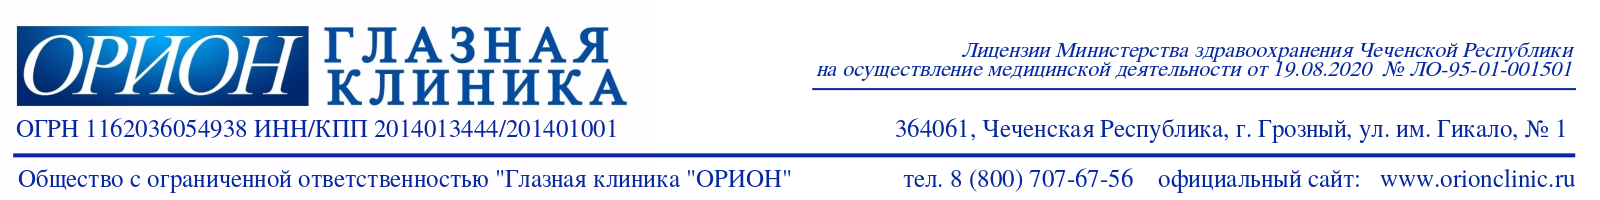 ОРИОН ГЛАЗНАЯ
КЛИНИКА
Лицензии Министерства здравоохранения Чеченской Республики
на осуществление медицинской деятельности от 19.08.2020 № ЛО-95-01-001501
ОГРН 1162036054938 ИНН/КПП 2014013444/201401001
364061, Чеченская Республика, г. Грозный, ул. им. Гикало, № 1
Общество с ограниченной ответственностью "Глазная клиника "ОРИОН"
тел. 8 (800) 707-67-56 официальный сайт: www.orionclinic.ru